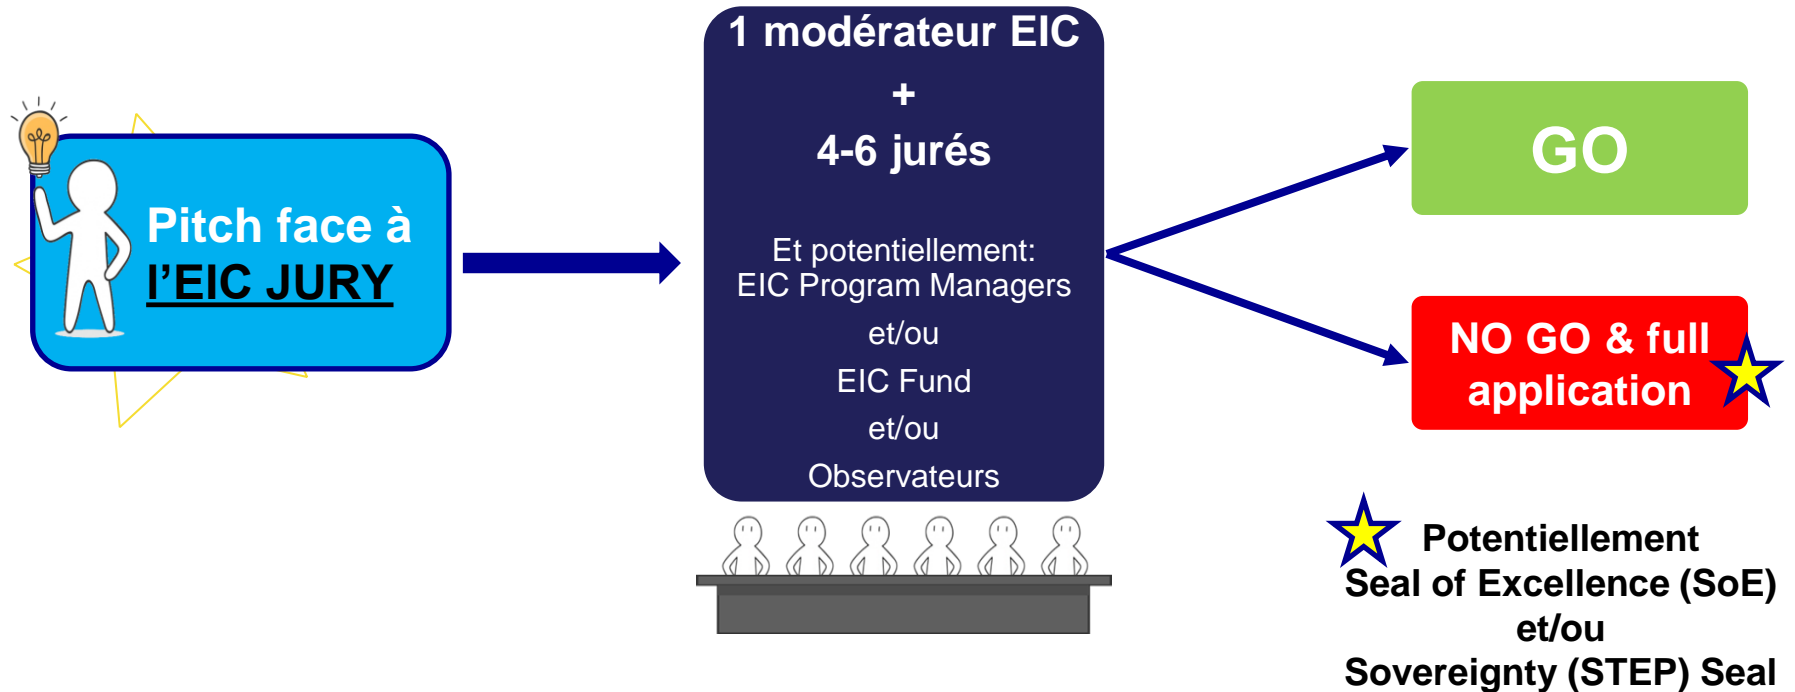 Pitch face à
l’EIC JURY
1 modérateur EIC
+
4-6 jurés
Et potentiellement:
EIC Program Managers
et/ou
EIC Fund
et/ou
Observateurs
GO
NO GO & full
application
Potentiellement
Seal of Excellence (SoE)
et/ou
Sovereignty (STEP) Seal